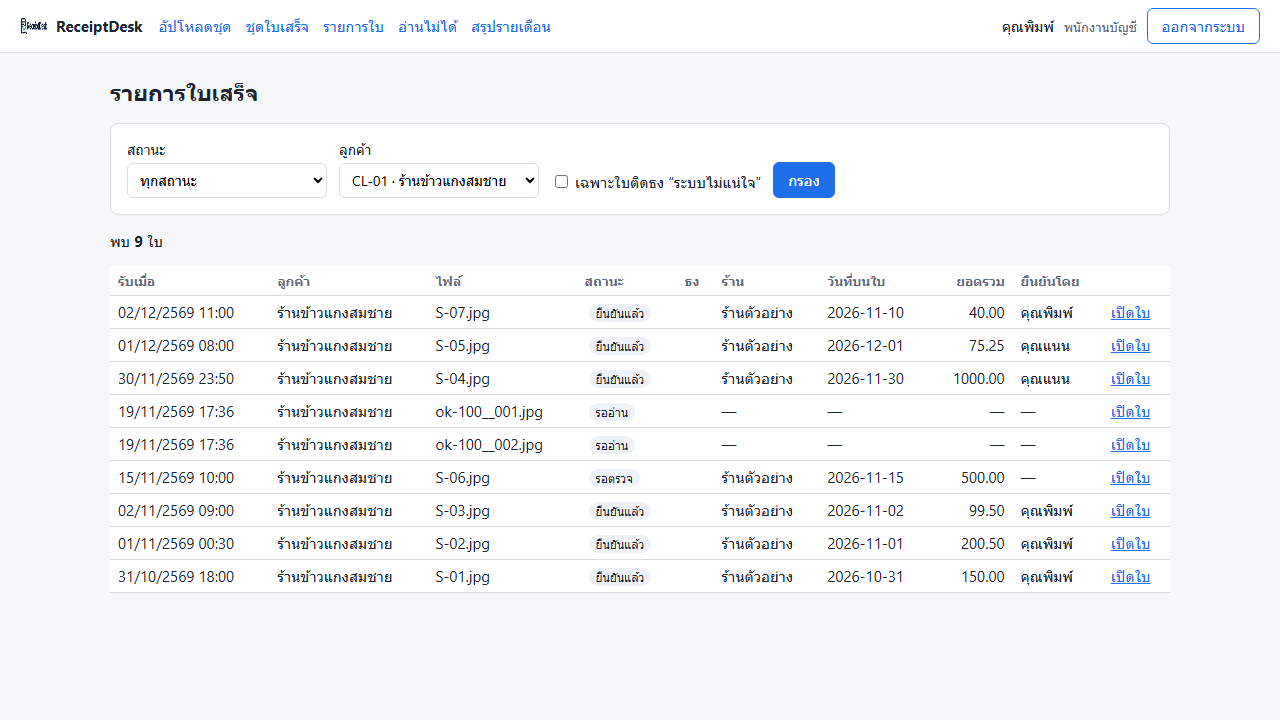 ReceiptDesk อัปโหลดชุด ชุดใบเสร็จ รายการใบ อ่านไม่ได้ สรุปรายเดือน คุณพิมพ์ พนักงานบัญชี ออกจากระบบ
รายการใบเสร็จ
สถานะ ลูกค้า
ทุกสถานะ CL-01 · ร้านข้าวแกงสมชาย เฉพาะใบติดธง “ระบบไม่แน่ใจ” กรอง
พบ 9 ใบ
รับเมื่อ ลูกค้า ไฟล์ สถานะ ธง ร้าน วันที่บนใบ ยอดรวม ยืนยันโดย
02/12/2569 11:00 ร้านข้าวแกงสมชาย S-07.jpg ยืนยันแล้ว ร้านตัวอย่าง 2026-11-10 40.00 คุณพิมพ์ เปิดใบ
01/12/2569 08:00 ร้านข้าวแกงสมชาย S-05.jpg ยืนยันแล้ว ร้านตัวอย่าง 2026-12-01 75.25 คุณแนน เปิดใบ
30/11/2569 23:50 ร้านข้าวแกงสมชาย S-04.jpg ยืนยันแล้ว ร้านตัวอย่าง 2026-11-30 1000.00 คุณแนน เปิดใบ
19/11/2569 17:36 ร้านข้าวแกงสมชาย ok-100__001.jpg รออ่าน — — — — เปิดใบ
19/11/2569 17:36 ร้านข้าวแกงสมชาย ok-100__002.jpg รออ่าน — — — — เปิดใบ
15/11/2569 10:00 ร้านข้าวแกงสมชาย S-06.jpg รอตรวจ ร้านตัวอย่าง 2026-11-15 500.00 — เปิดใบ
02/11/2569 09:00 ร้านข้าวแกงสมชาย S-03.jpg ยืนยันแล้ว ร้านตัวอย่าง 2026-11-02 99.50 คุณพิมพ์ เปิดใบ
01/11/2569 00:30 ร้านข้าวแกงสมชาย S-02.jpg ยืนยันแล้ว ร้านตัวอย่าง 2026-11-01 200.50 คุณพิมพ์ เปิดใบ
31/10/2569 18:00 ร้านข้าวแกงสมชาย S-01.jpg ยืนยันแล้ว ร้านตัวอย่าง 2026-10-31 150.00 คุณพิมพ์ เปิดใบ